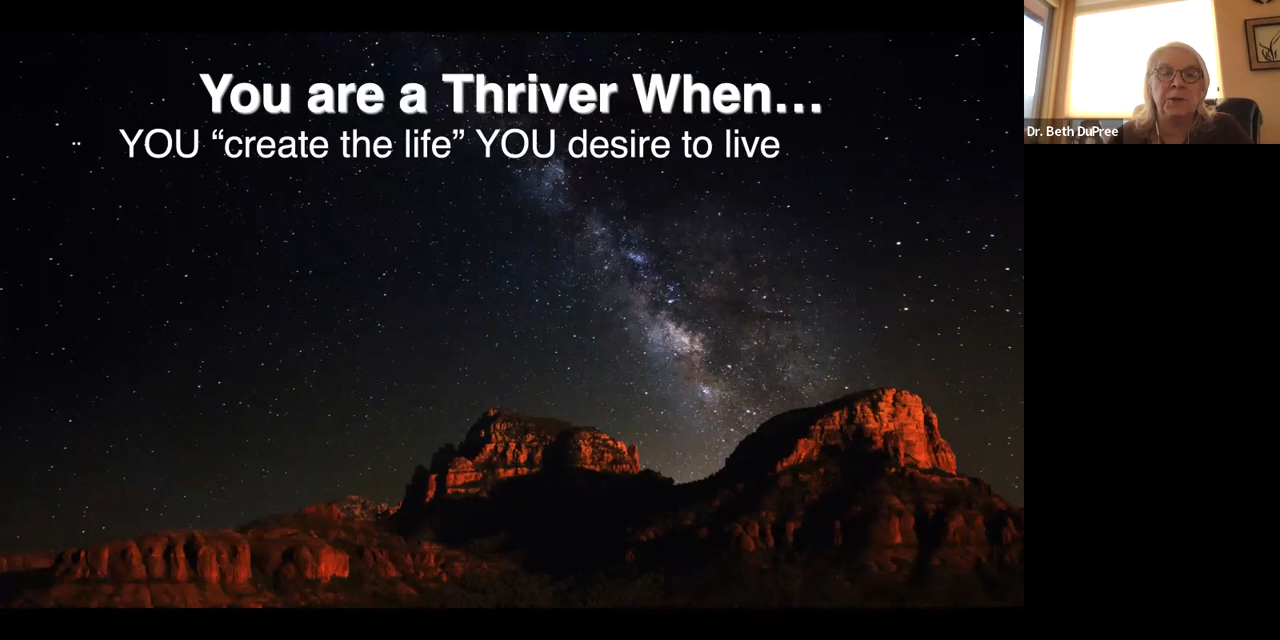 You are a Thriver When...
YOU “create the life” YOU desire to live
Dr. Beth DuPree